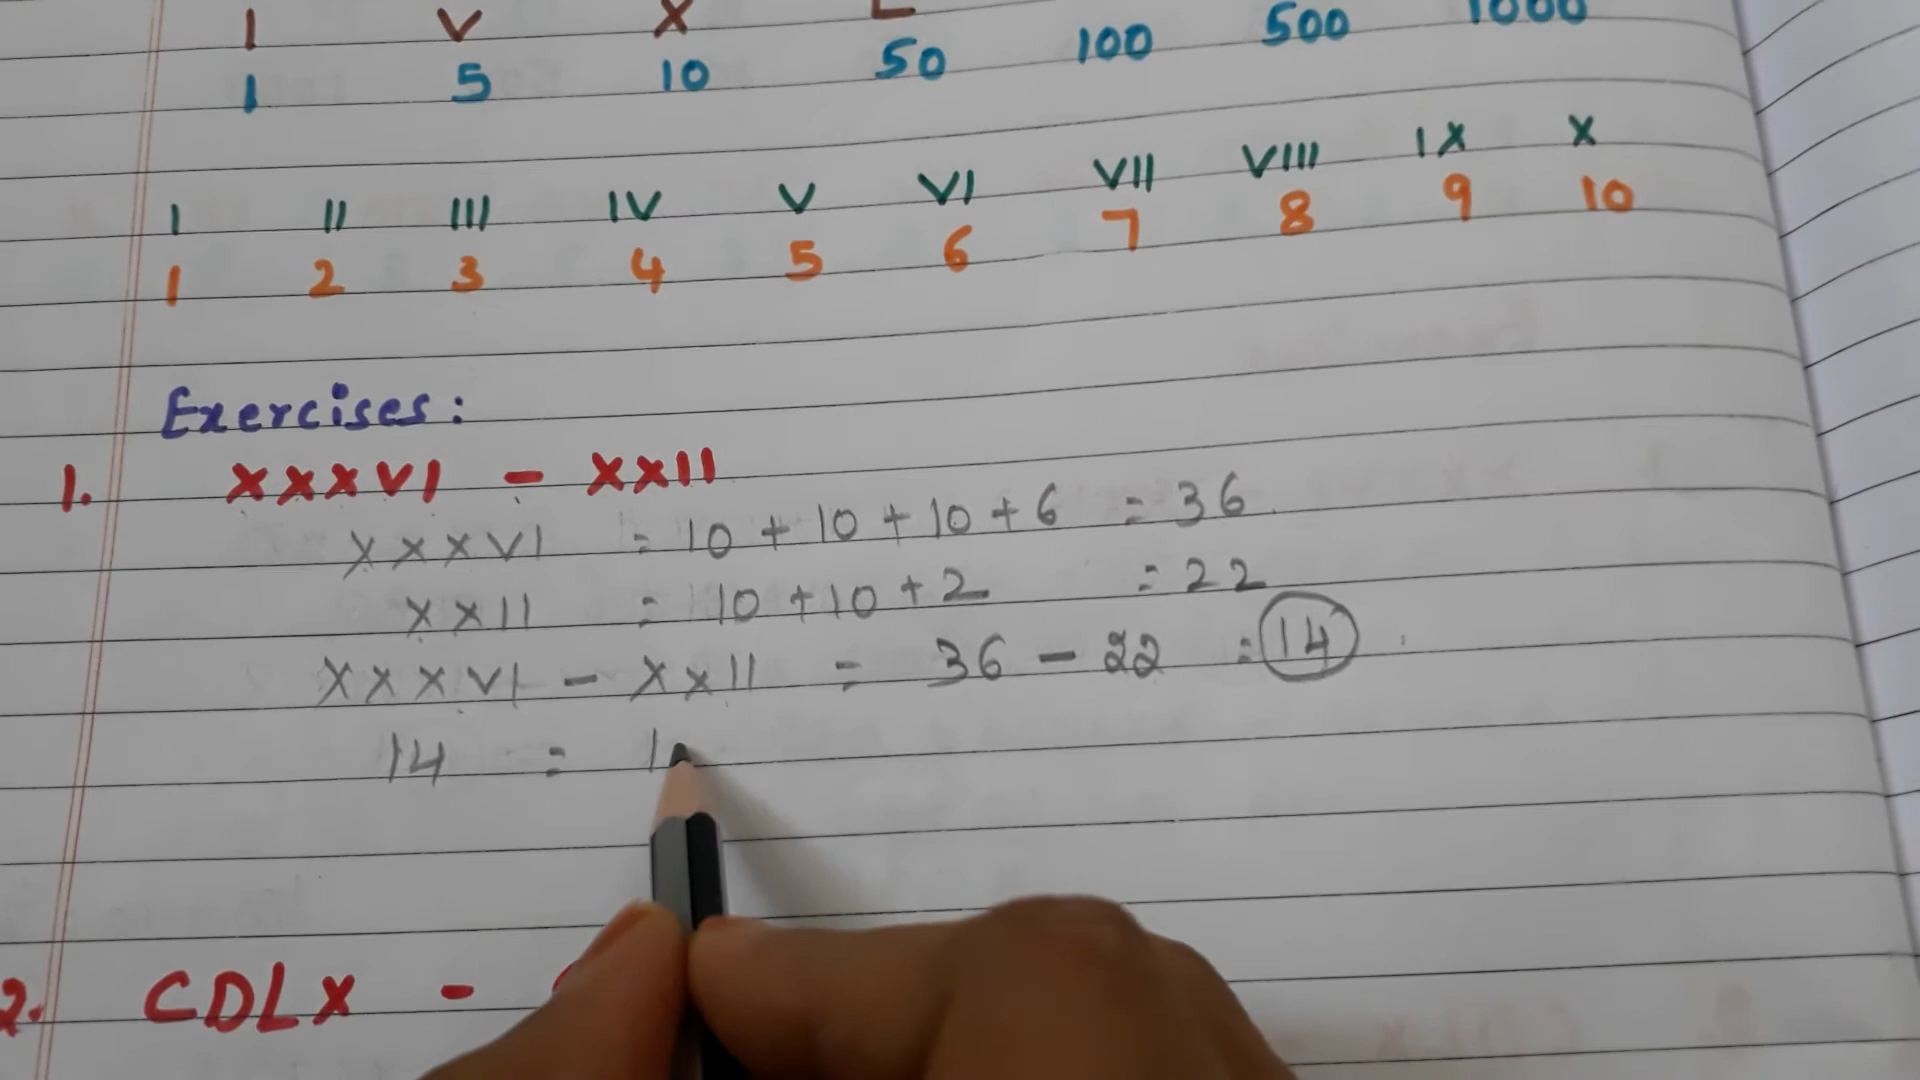 I V X L
1 5 10 50 100 500 1000
I II III IV V VI VII VIII IX X
1 2 3 4 5 6 7 8 9 10
Exercises:
1. XXXVI - XXII
XXXVI = 10 + 10 + 10 + 6 = 36
XXII = 10 + 10 + 2 = 22
XXXVI - XXII = 36 - 22 = 14
14 = 1
2. CDLX -